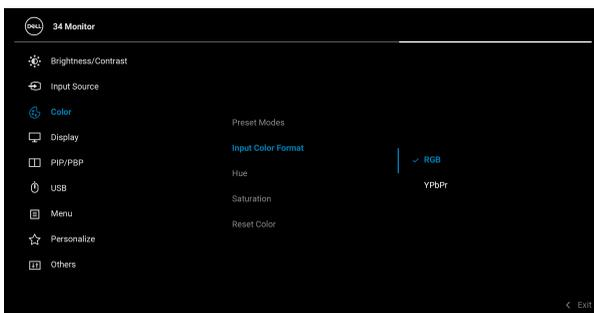 DELL
34 Monitor
Brightness/Contrast
Input Source
Color
Display
PIP/PBP
USB
Menu
Personalize
Others
Preset Modes
Input Color Format
Hue
Saturation
Reset Color
RGB
YPbPr
Exit